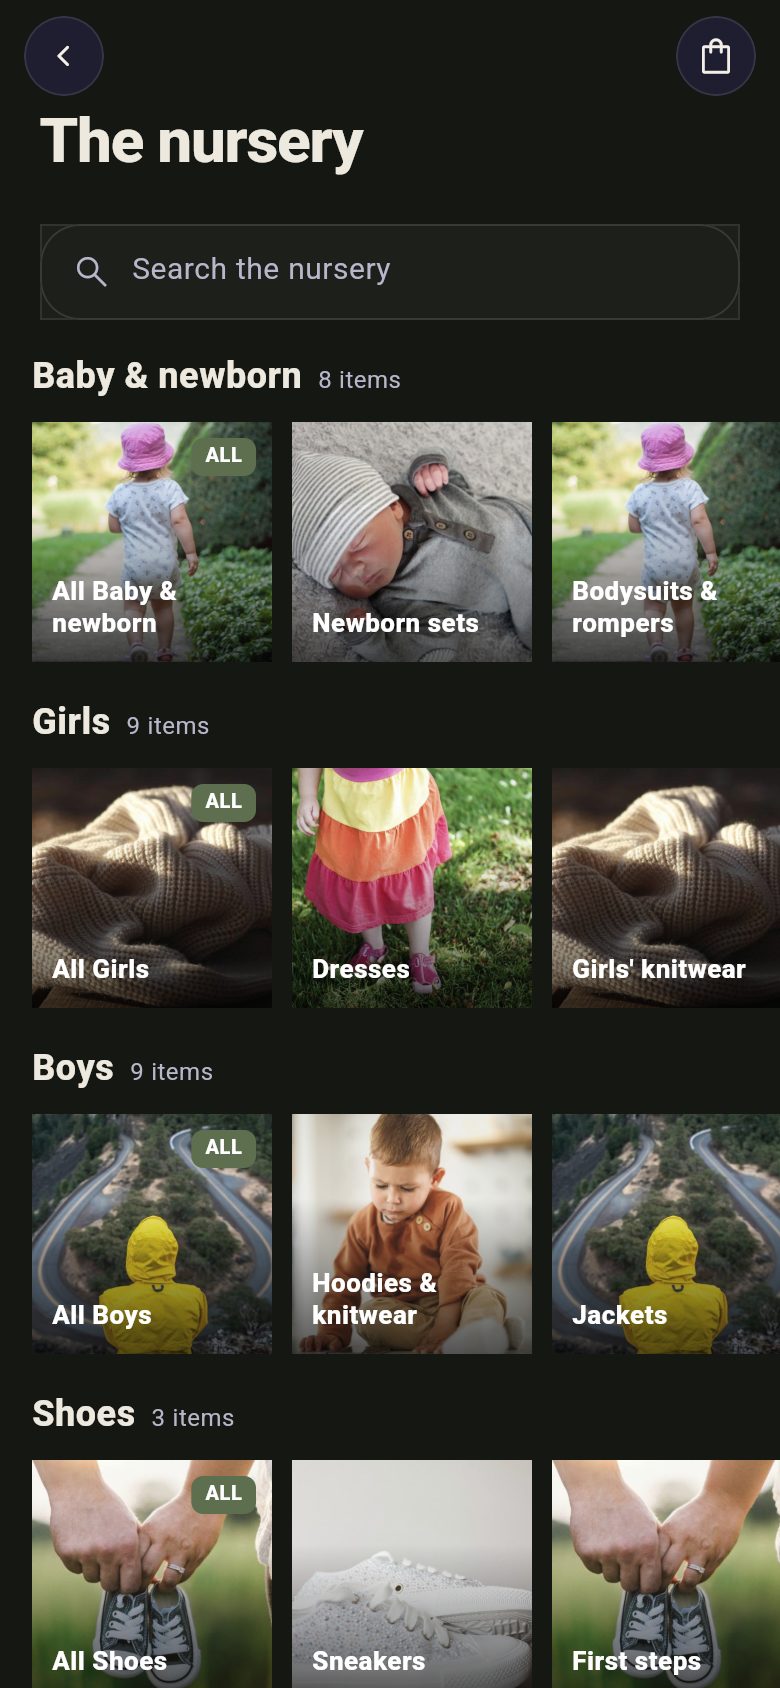 The nursery
Search the nursery
Baby & newborn 8 items
ALL
All Baby &
newborn
Newborn sets
Bodysuits &
rompers
Girls 9 items
ALL
All Girls
Dresses
Girls' knitwear
Boys 9 items
ALL
All Boys
Hoodies &
knitwear
Jackets
Shoes 3 items
ALL
All Shoes
Sneakers
First steps